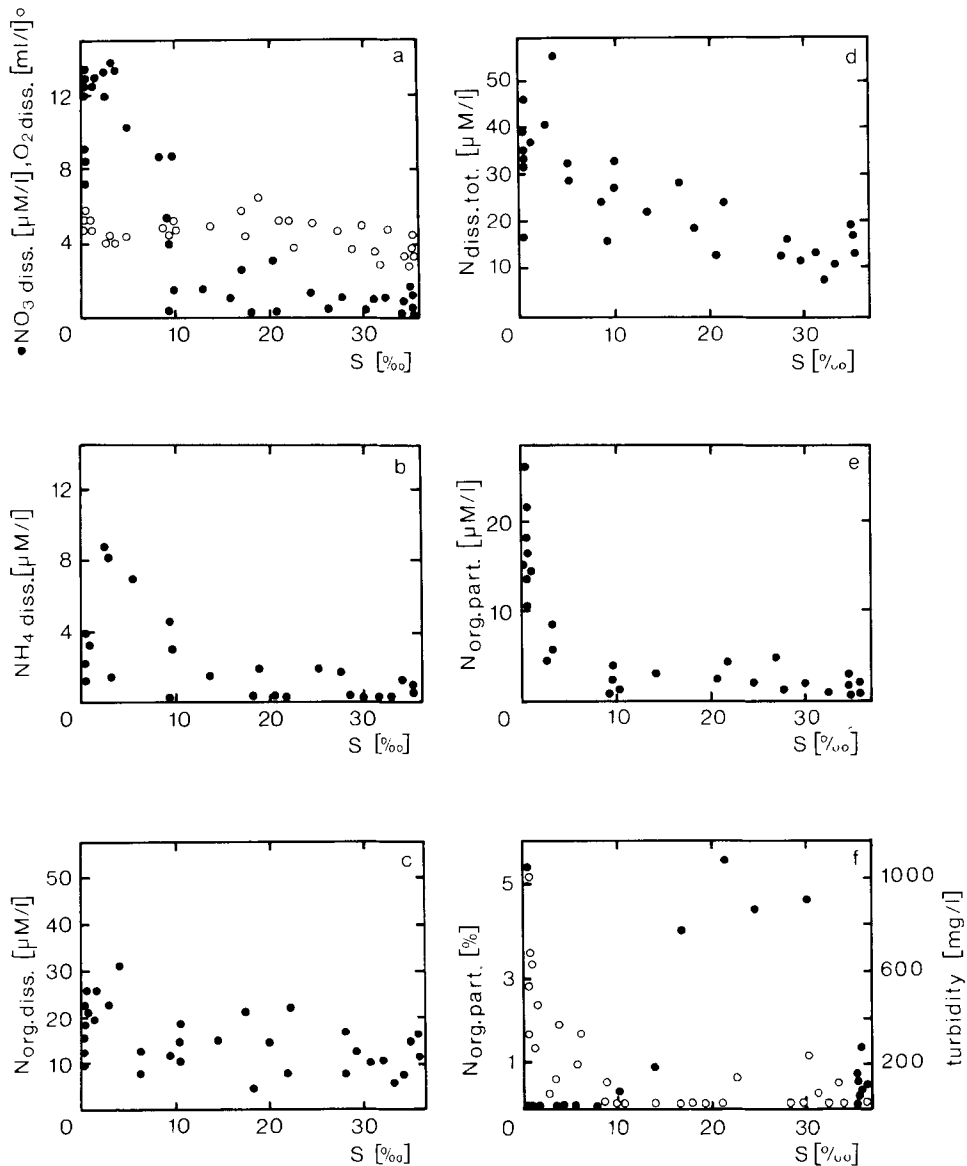 a
•NO₃ diss. [µM/l], O₂ diss. [ml/l]○
12
8
4
0
10
20
30
S [‰]
b
NH₄ diss.[µM/l]
12
8
4
0
10
20
30
S [‰]
c
Norg.diss. [µM/l]
50
40
30
20
10
0
10
20
30
S [‰]
d
Ndiss.tot. [µM/l]
50
40
30
20
10
0
10
20
30
S [‰]
e
Norg.part. [µM/l]
20
10
0
10
20
30
S [‰]
f
Norg.part. [%]
5
3
1
0
10
20
30
S [‰]
1000
600
200
turbidity [mg/l]